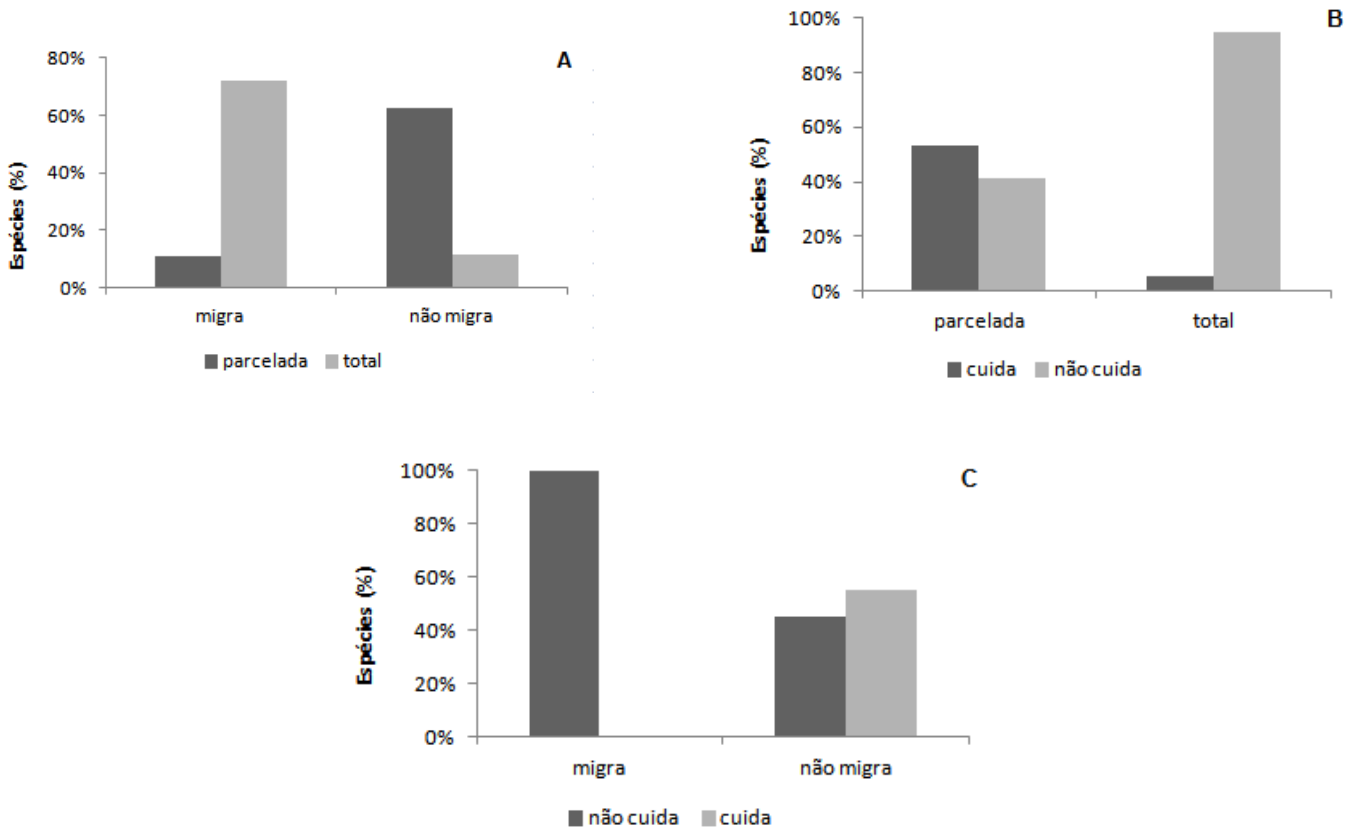 A
Espécies (%)
80%
60%
40%
20%
0%
migra
não migra
parcelada
total
B
Espécies (%)
100%
80%
60%
40%
20%
0%
parcelada
total
cuida
não cuida
C
Espécies (%)
100%
80%
60%
40%
20%
0%
migra
não migra
não cuida
cuida